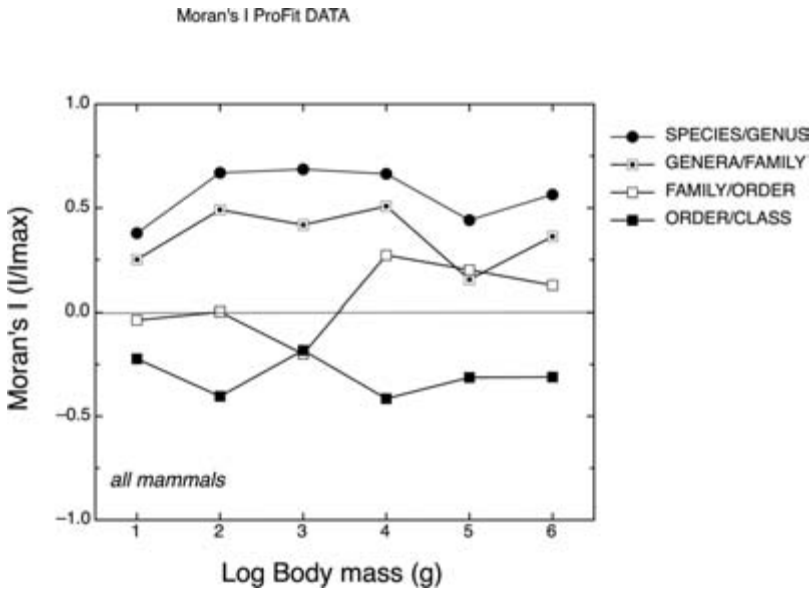 Moran's I ProFit DATA
1.0
0.5
0.0
−0.5
−1.0
Moran's I (I/Imax)
all mammals
1 2 3 4 5 6
Log Body mass (g)
SPECIES/GENUS
GENERA/FAMILY
FAMILY/ORDER
ORDER/CLASS